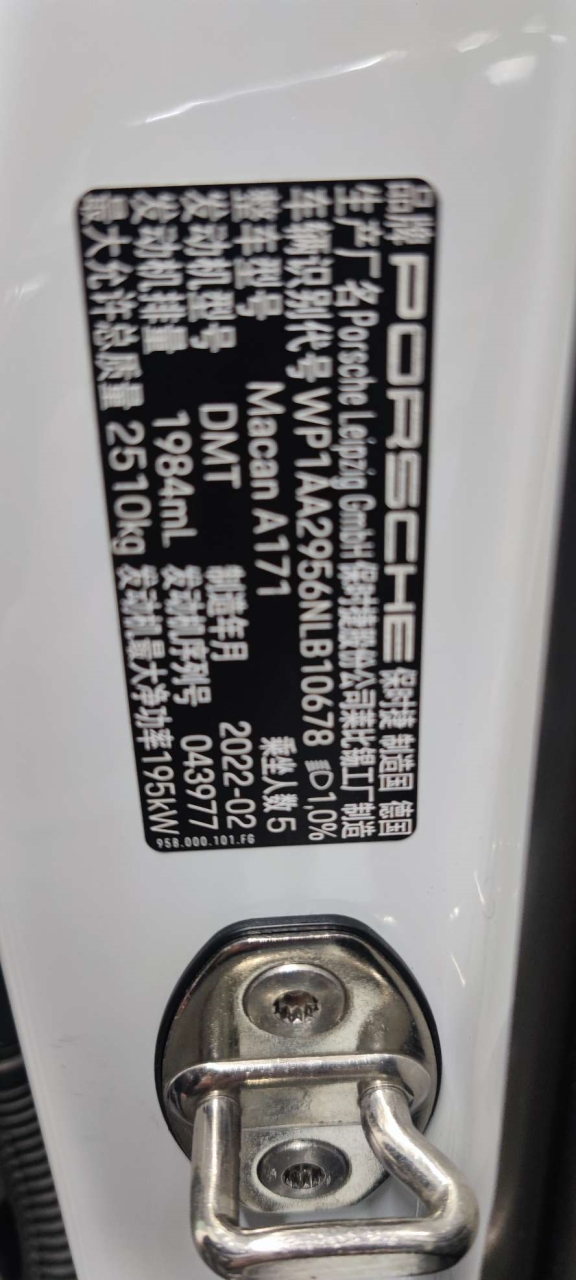 品牌 PORSCHE 保时捷 制造国 德国
生产厂名 Porsche Leipzig GmbH 保时捷股份公司莱比锡工厂制造
车辆识别代号 WP1AA2956NLB10678 1,0%
整车型号 Macan A171 乘坐人数 5
发动机型号 DMT 制造年月 2022-02
发动机排量 1984mL 发动机序列号 043977
最大允许总质量 2510kg 发动机最大净功率 195kW
958.000.101.FG